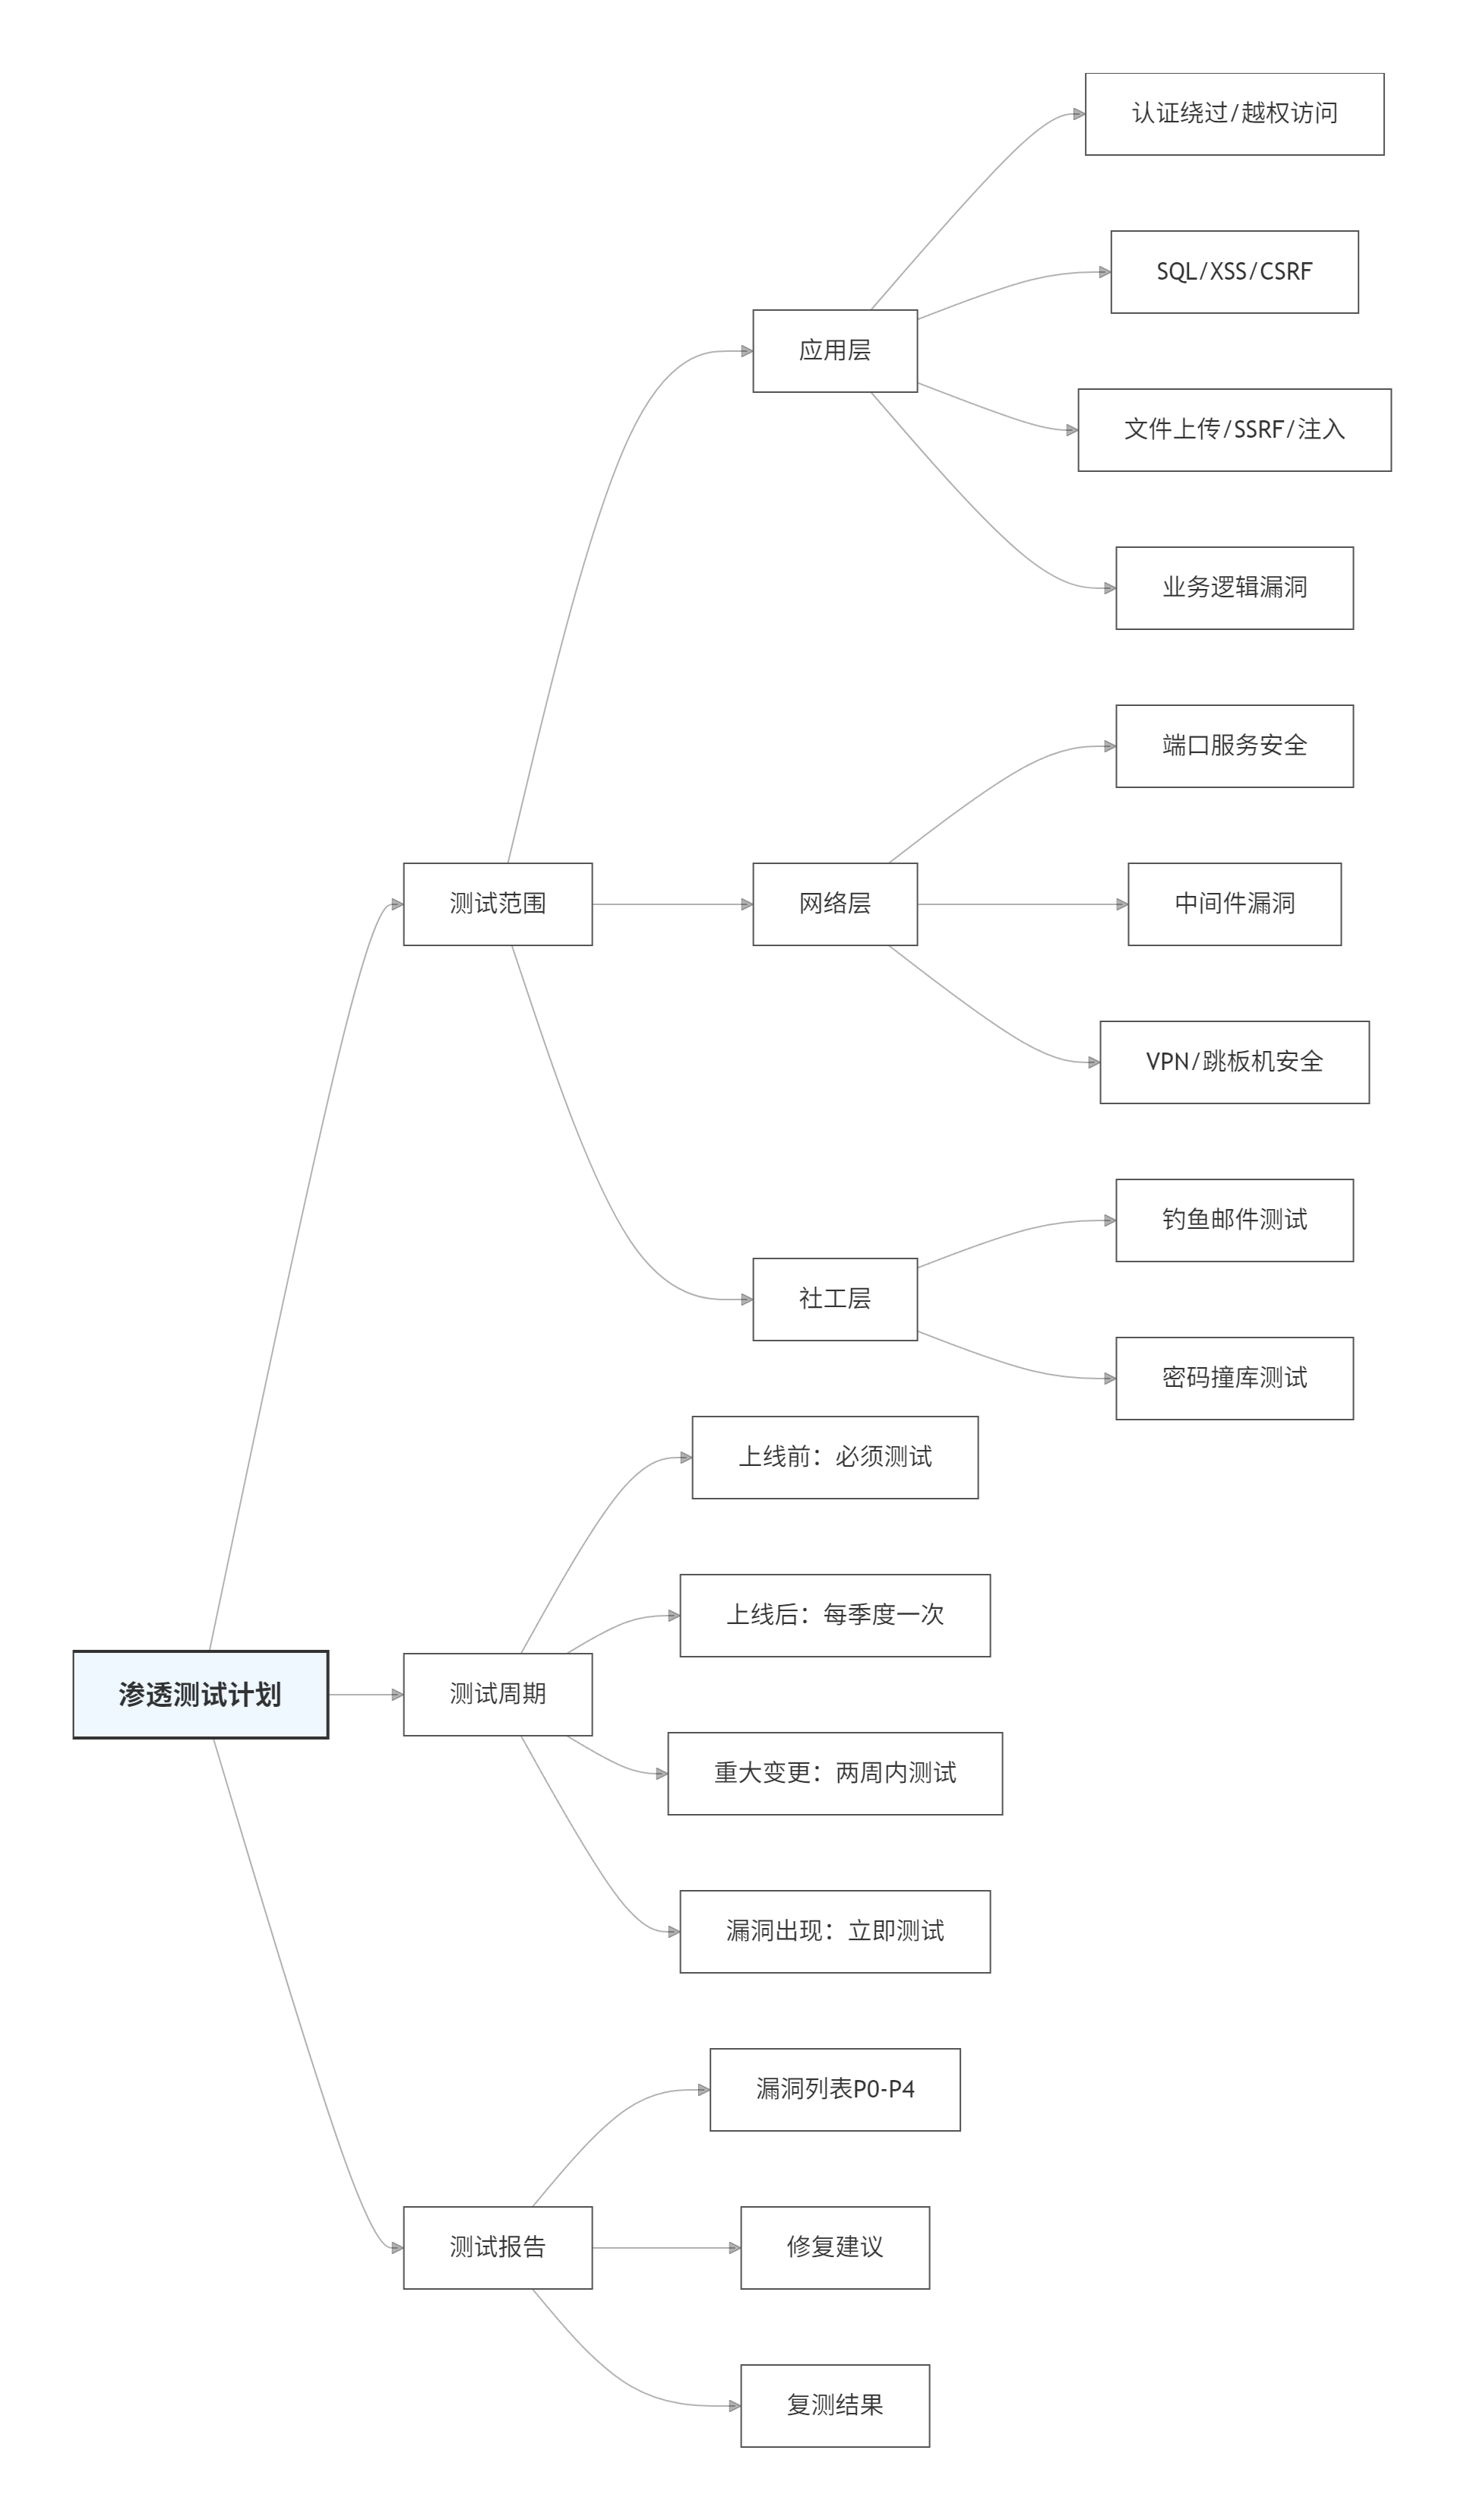 渗透测试计划
测试范围
应用层
认证绕过/越权访问
SQL/XSS/CSRF
文件上传/SSRF/注入
业务逻辑漏洞
网络层
端口服务安全
中间件漏洞
VPN/跳板机安全
社工层
钓鱼邮件测试
密码撞库测试
测试周期
上线前：必须测试
上线后：每季度一次
重大变更：两周内测试
漏洞出现：立即测试
测试报告
漏洞列表P0-P4
修复建议
复测结果